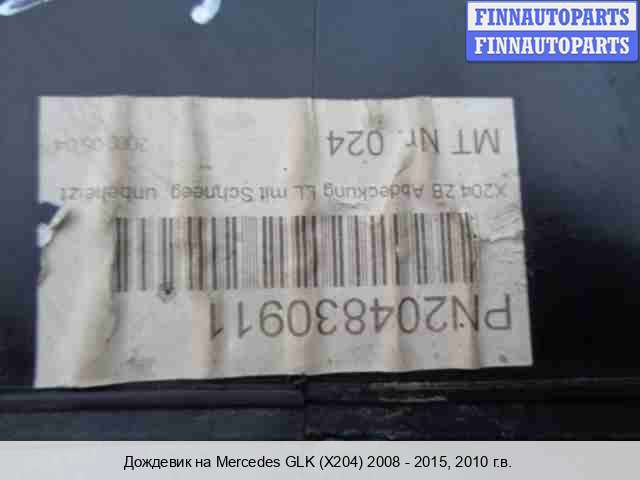 FINNAUTOPARTS
FINNAUTOPARTS
PN204830911
X204 ZB Abdeckung LL mit Schneeg. unbeheizt
MT Nr. 024
Дождевик на Mercedes GLK (X204) 2008 - 2015, 2010 г.в.